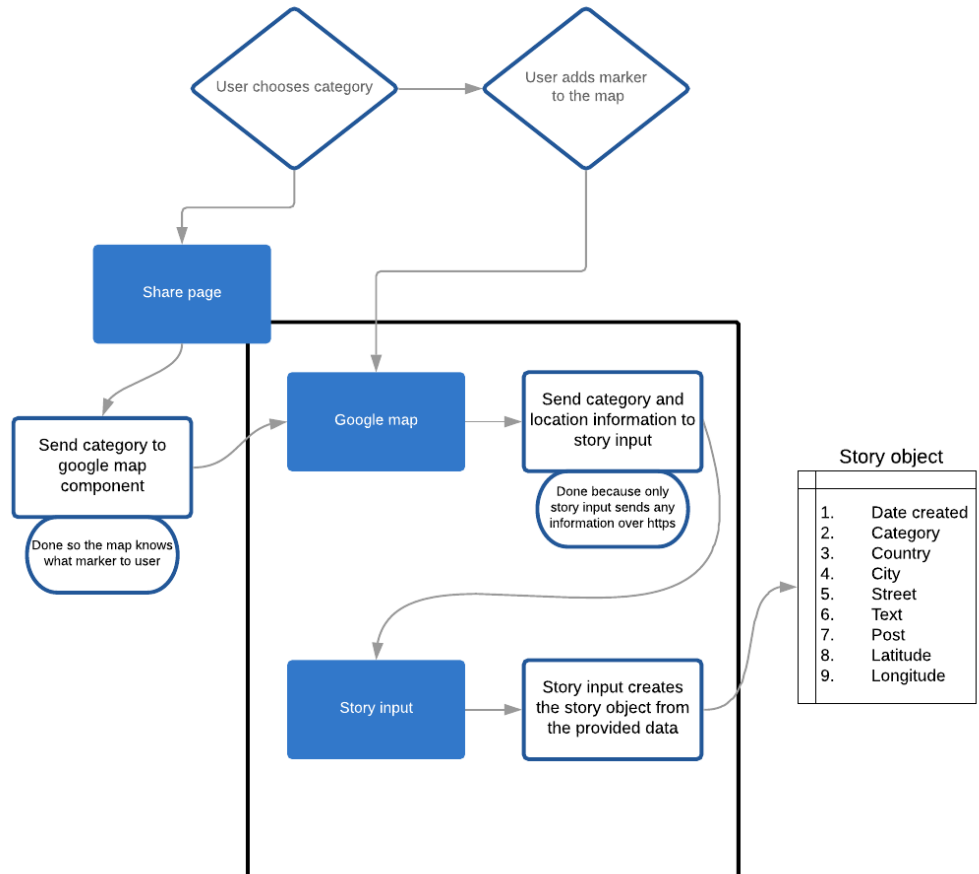 User chooses category
User adds marker
to the map
Share page
Google map
Send category and
location information to
story input
Send category to
google map
component
Done because only
story input sends any
information over https
Done so the map knows
what marker to user
Story object
1. Date created
2. Category
3. Country
4. City
5. Street
6. Text
7. Post
8. Latitude
9. Longitude
Story input
Story input creates
the story object from
the provided data